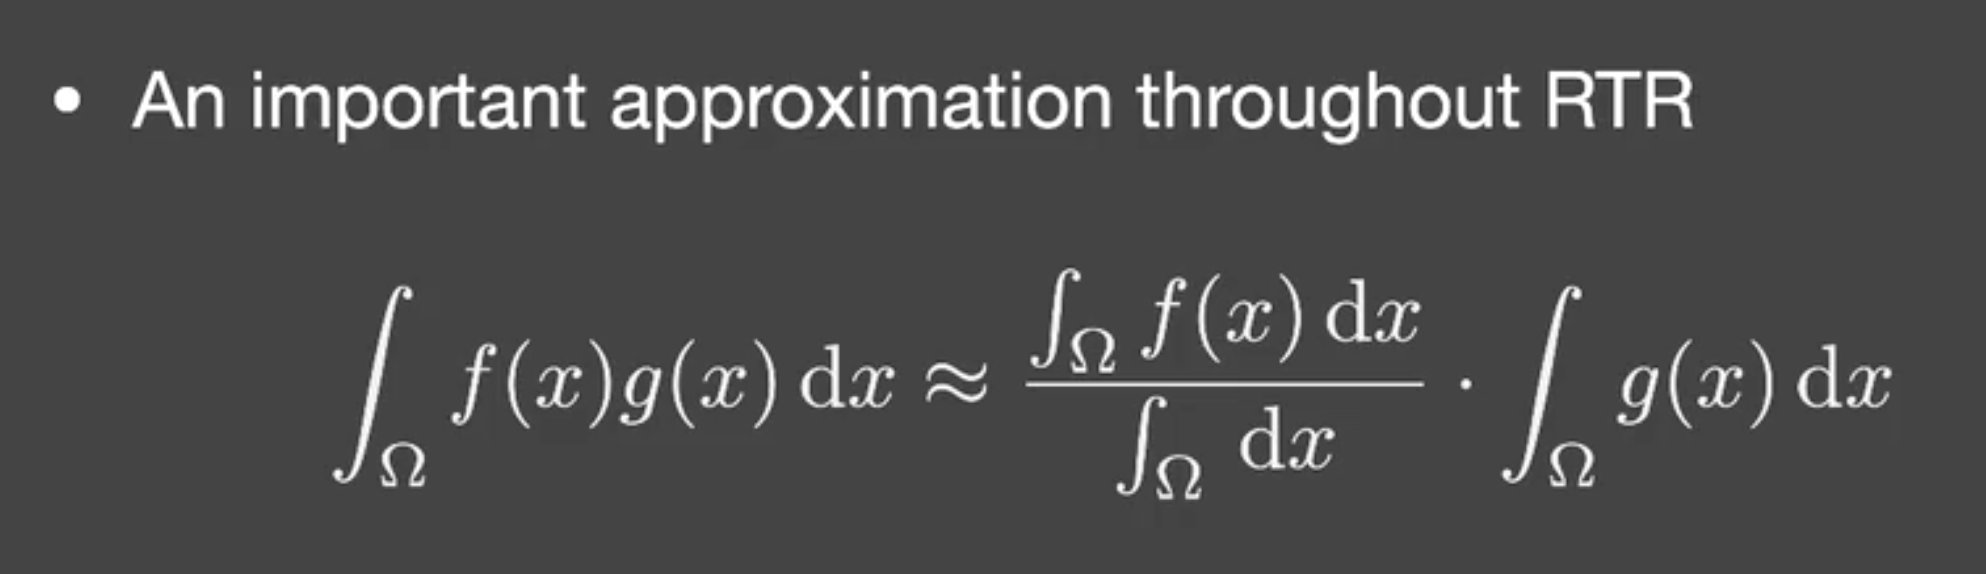 • An important approximation throughout RTR
∫_Ω f(x)g(x) dx ≈ ∫_Ω f(x) dx / ∫_Ω dx · ∫_Ω g(x) dx